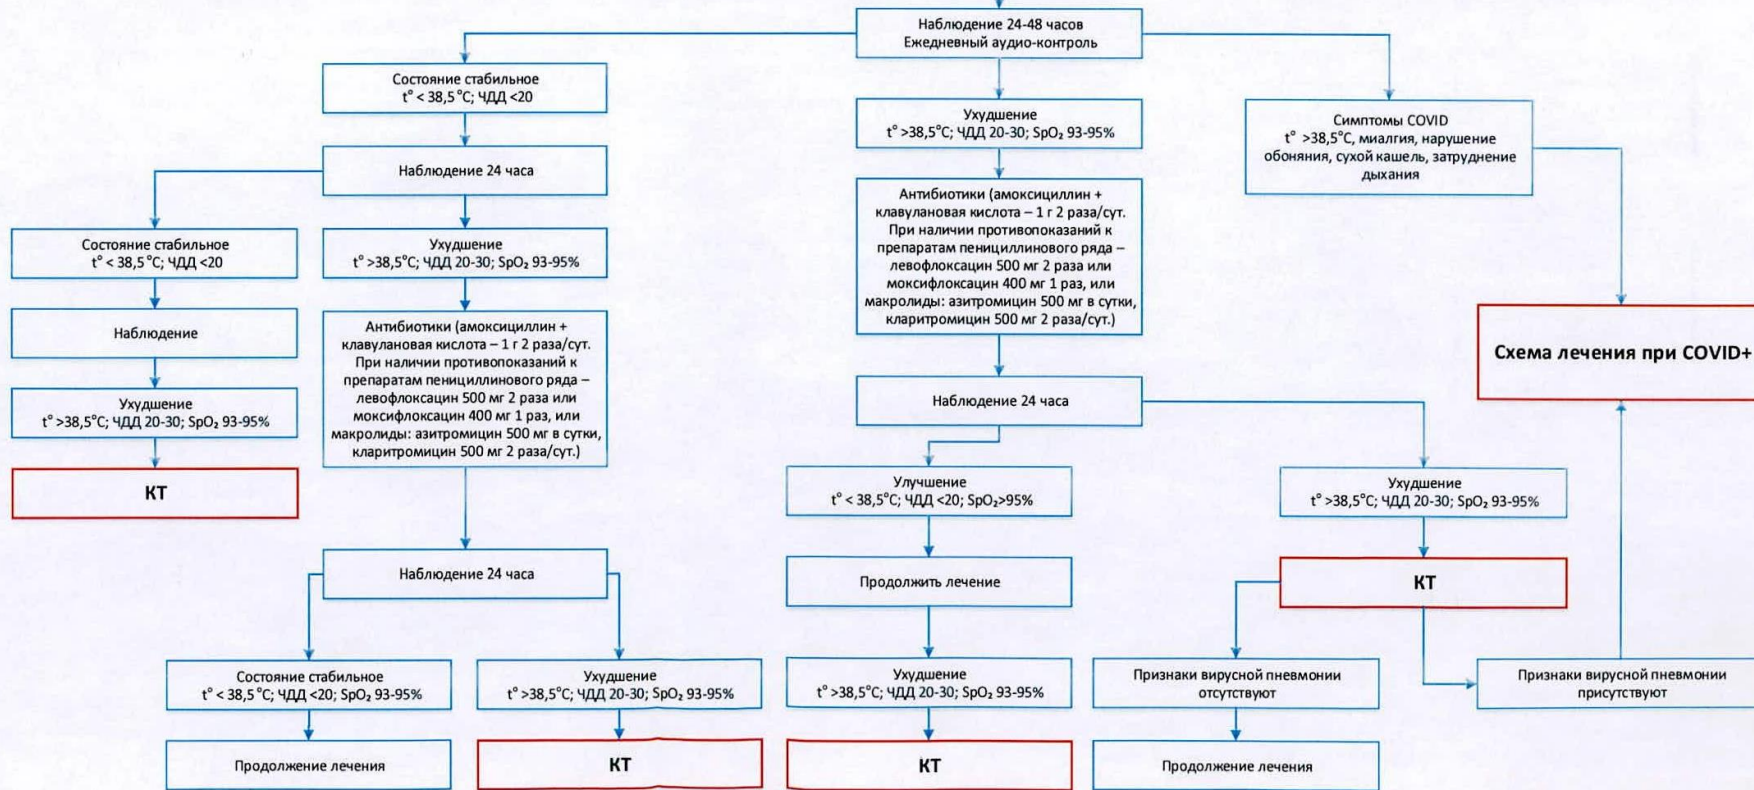 Наблюдение 24-48 часов
Ежедневный аудио-контроль
Состояние стабильное
t° < 38,5°C; ЧДД <20
Ухудшение
t° >38,5°C; ЧДД 20-30; SpO₂ 93-95%
Симптомы COVID
t° >38,5°C, миалгия, нарушение
обоняния, сухой кашель, затруднение
дыхания
Наблюдение 24 часа
Антибиотики (амоксициллин +
клавулановая кислота – 1 г 2 раза/сут.
При наличии противопоказаний к
препаратам пенициллинового ряда –
левофлоксацин 500 мг 2 раза или
моксифлоксацин 400 мг 1 раз, или
макролиды: азитромицин 500 мг в сутки,
кларитромицин 500 мг 2 раза/сут.)
Состояние стабильное
t° < 38,5°C; ЧДД <20
Ухудшение
t° >38,5°C; ЧДД 20-30; SpO₂ 93-95%
Наблюдение
Антибиотики (амоксициллин +
клавулановая кислота – 1 г 2 раза/сут.
При наличии противопоказаний к
препаратам пенициллинового ряда –
левофлоксацин 500 мг 2 раза или
моксифлоксацин 400 мг 1 раз, или
макролиды: азитромицин 500 мг в сутки,
кларитромицин 500 мг 2 раза/сут.)
Схема лечения при COVID+
Ухудшение
t° >38,5°C; ЧДД 20-30; SpO₂ 93-95%
Наблюдение 24 часа
КТ
Улучшение
t° < 38,5°C; ЧДД <20; SpO₂>95%
Ухудшение
t° >38,5°C; ЧДД 20-30; SpO₂ 93-95%
Наблюдение 24 часа
Продолжить лечение
КТ
Состояние стабильное
t° < 38,5°C; ЧДД <20; SpO₂ 93-95%
Ухудшение
t° >38,5°C; ЧДД 20-30; SpO₂ 93-95%
Ухудшение
t° >38,5°C; ЧДД 20-30; SpO₂ 93-95%
Признаки вирусной пневмонии
отсутствуют
Признаки вирусной пневмонии
присутствуют
Продолжение лечения
КТ
КТ
Продолжение лечения